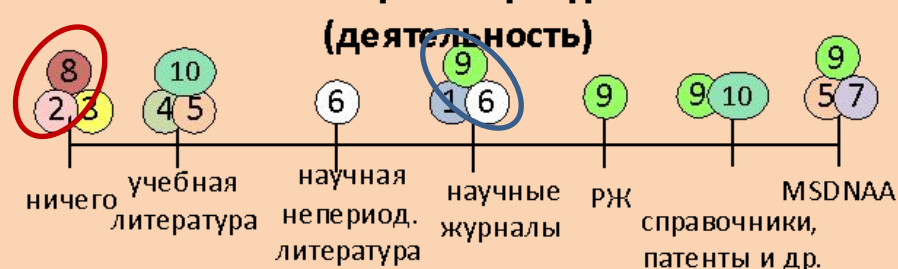 (деятельность)
8 10 9 9
2, 3 4 5 6 1 6 9 9 10 5 7
ничего
учебная
литература
научная
непериод.
литература
научные
журналы
РЖ
справочники,
патенты и др.
MSDNAA